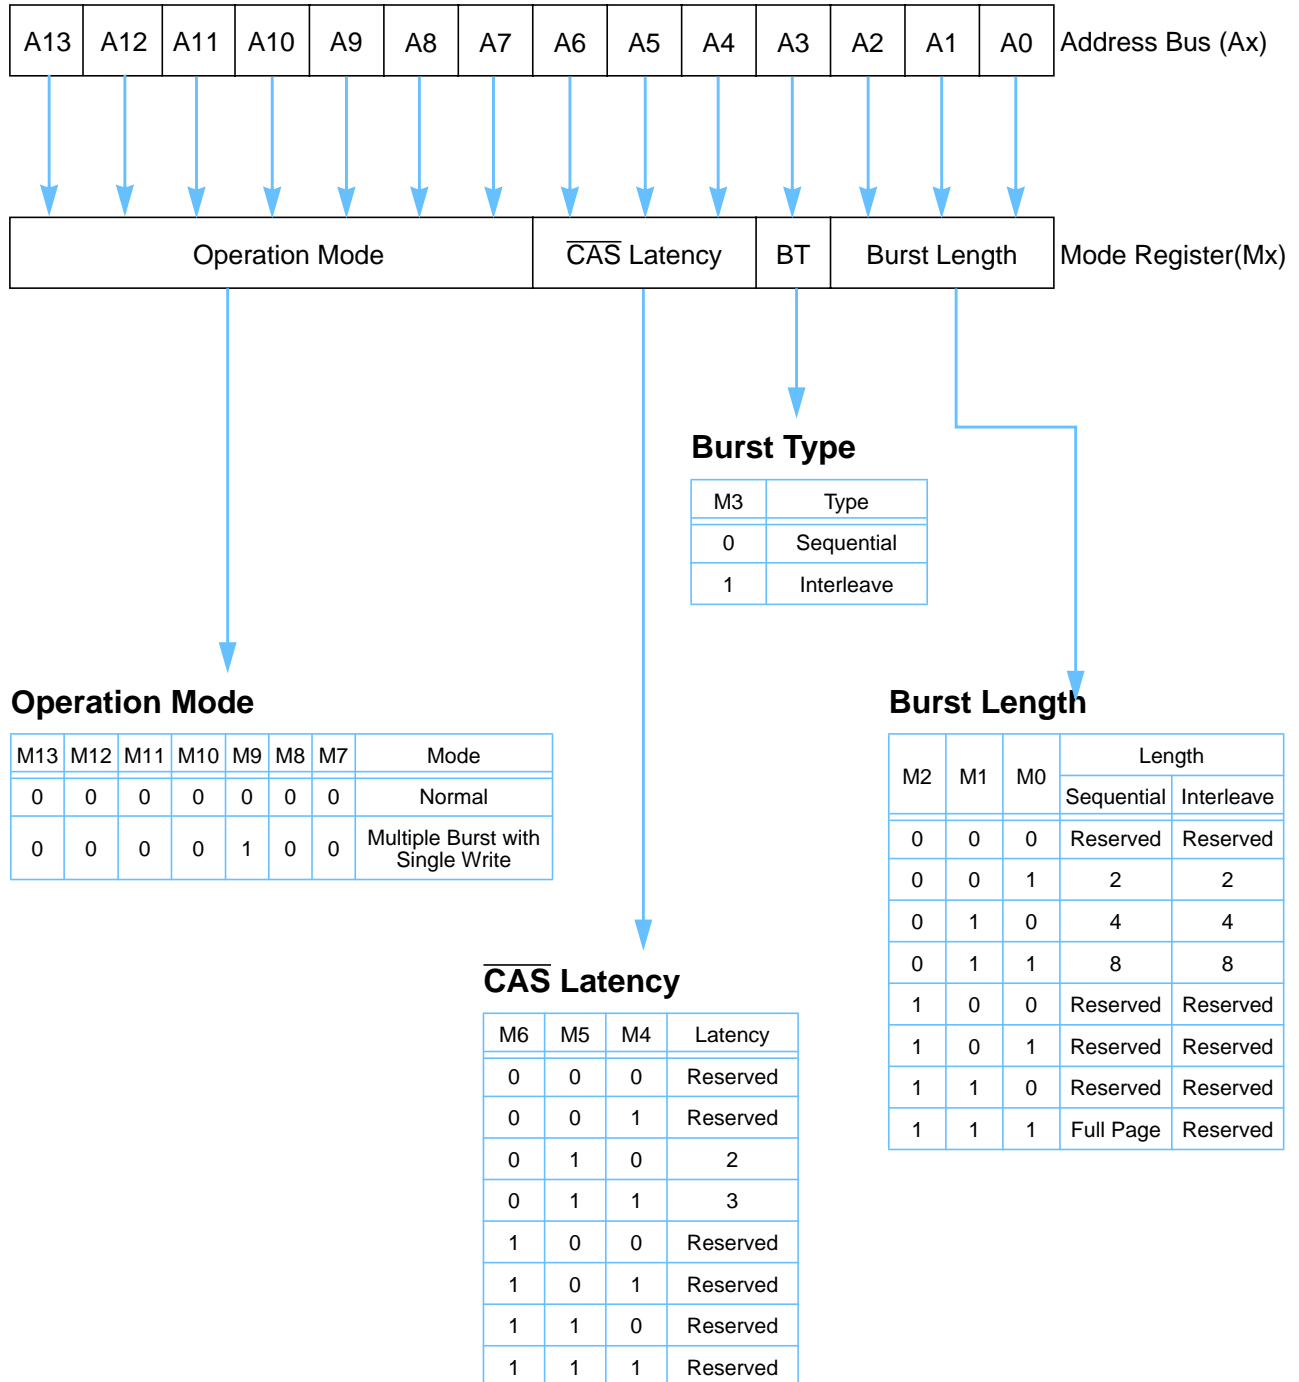 A13 A12 A11 A10 A9 A8 A7 A6 A5 A4 A3 A2 A1 A0 Address Bus (Ax)
Operation Mode CAS Latency BT Burst Length Mode Register(Mx)
Burst Type
M3 Type
0 Sequential
1 Interleave
Operation Mode
M13 M12 M11 M10 M9 M8 M7 Mode
0 0 0 0 0 0 0 Normal
0 0 0 0 1 0 0 Multiple Burst with
Single Write
Burst Length
M2 M1 M0 Length
Sequential Interleave
0 0 0 Reserved Reserved
0 0 1 2 2
0 1 0 4 4
0 1 1 8 8
1 0 0 Reserved Reserved
1 0 1 Reserved Reserved
1 1 0 Reserved Reserved
1 1 1 Full Page Reserved
CAS Latency
M6 M5 M4 Latency
0 0 0 Reserved
0 0 1 Reserved
0 1 0 2
0 1 1 3
1 0 0 Reserved
1 0 1 Reserved
1 1 0 Reserved
1 1 1 Reserved